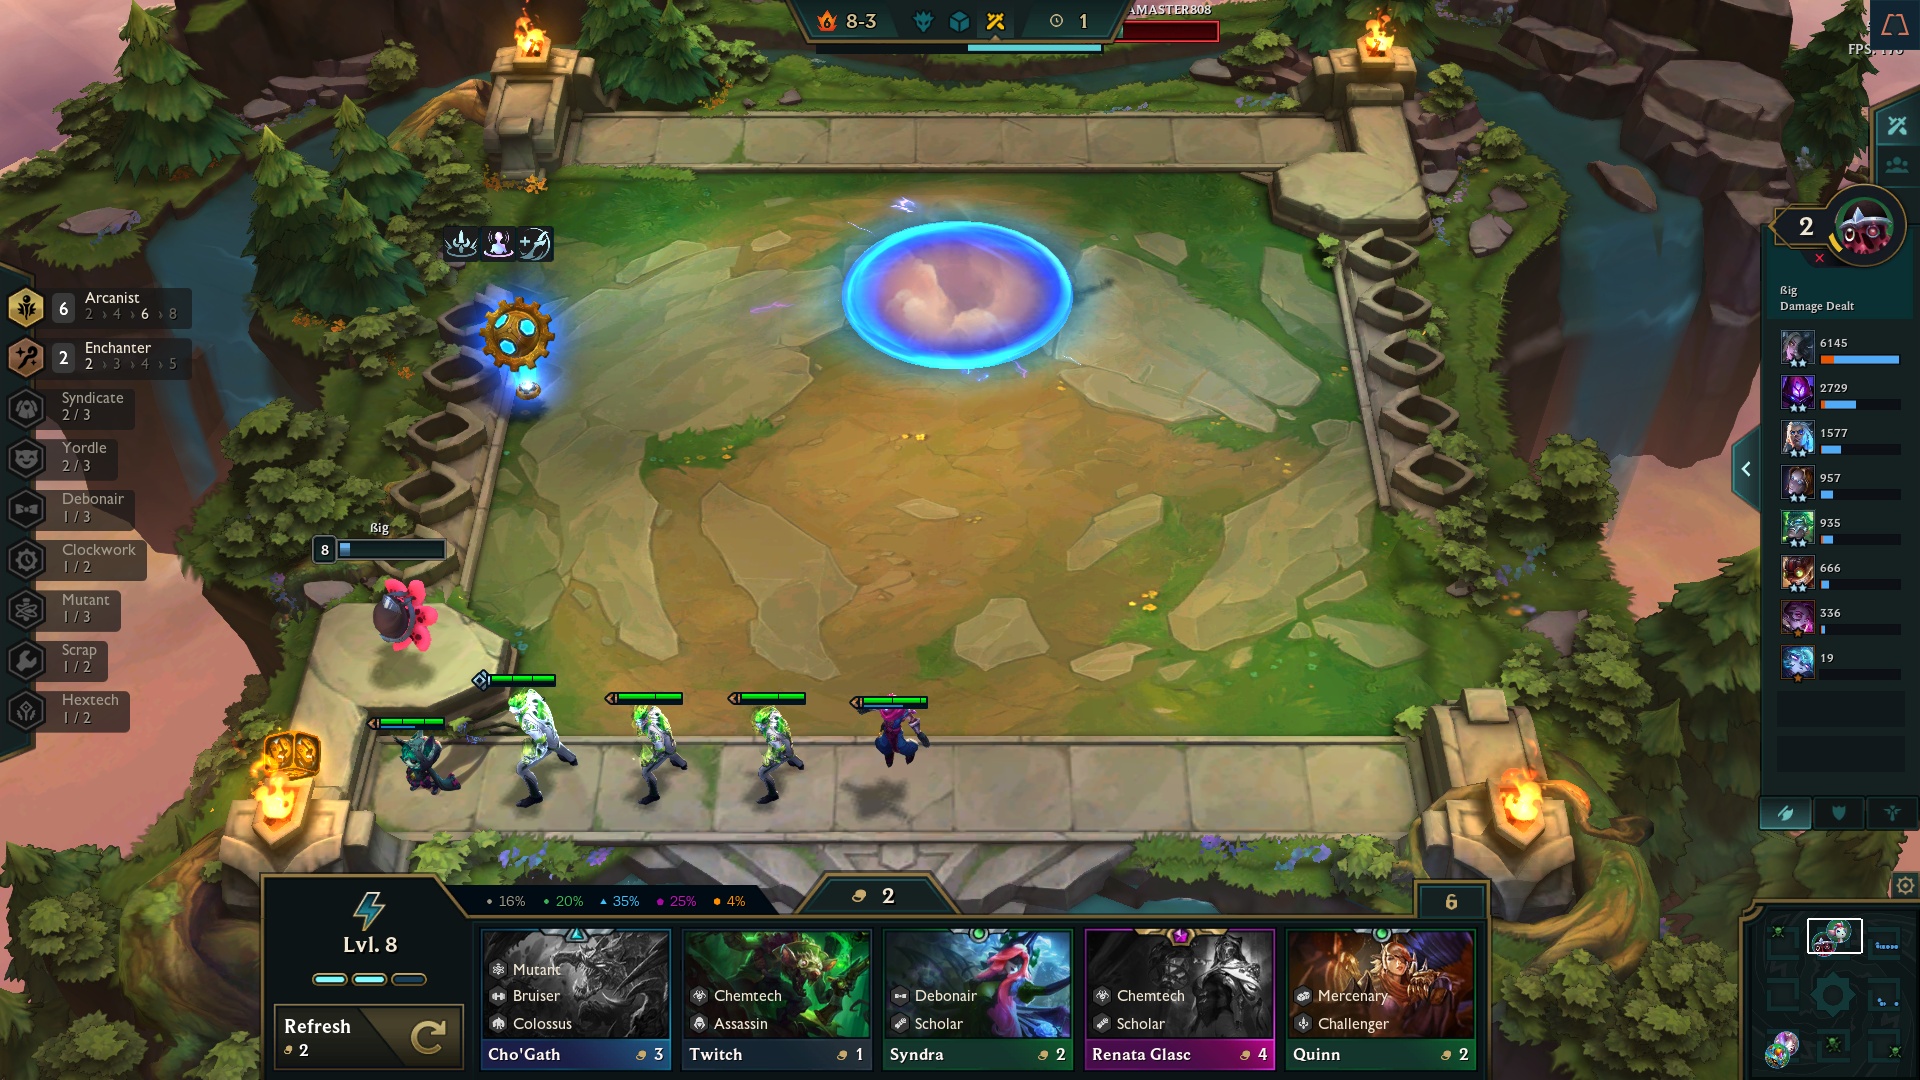 8-3
1
AMASTER808
FPS: 178
6
Arcanist
2 › 4 › 6 › 8
2
Enchanter
2 › 3 › 4 › 5
Syndicate
2 / 3
Yordle
2 / 3
Debonair
1 / 3
Clockwork
1 / 2
Mutant
1 / 3
Scrap
1 / 2
Hextech
1 / 2
ßig
8
2
ßig
Damage Dealt
6145
2729
1577
957
935
666
336
19
16%
20%
35%
25%
4%
2
6
Lvl. 8
Refresh
2
Mutant
Bruiser
Colossus
Cho'Gath 3
Chemtech
Assassin
Twitch 1
Debonair
Scholar
Syndra 2
Chemtech
Scholar
Renata Glasc 4
Mercenary
Challenger
Quinn 2